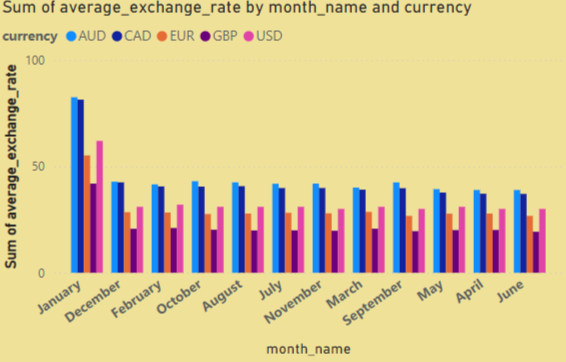 Sum of average_exchange_rate by month_name and currency
currency AUD CAD EUR GBP USD
Sum of average_exchange_rate
100
50
0
January December February October August July November March September May April June
month_name